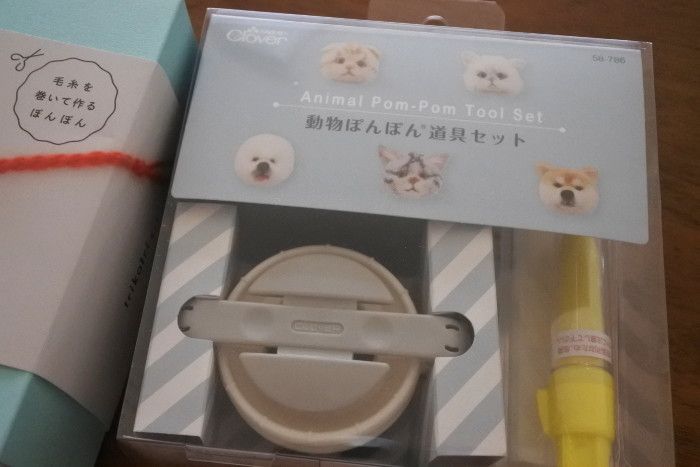 毛糸を
巻いて作る
ぽんぽん
Clover
58-786
Animal Pom-Pom Tool Set
動物ぽんぽん®道具セット
CLOVER